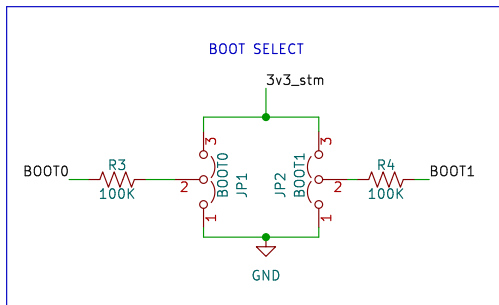 BOOT SELECT
3v3_stm
3
3
BOOT0
R3
100K
2
BOOT0
JP1
JP2
BOOT1
2
R4
100K
BOOT1
1
1
GND